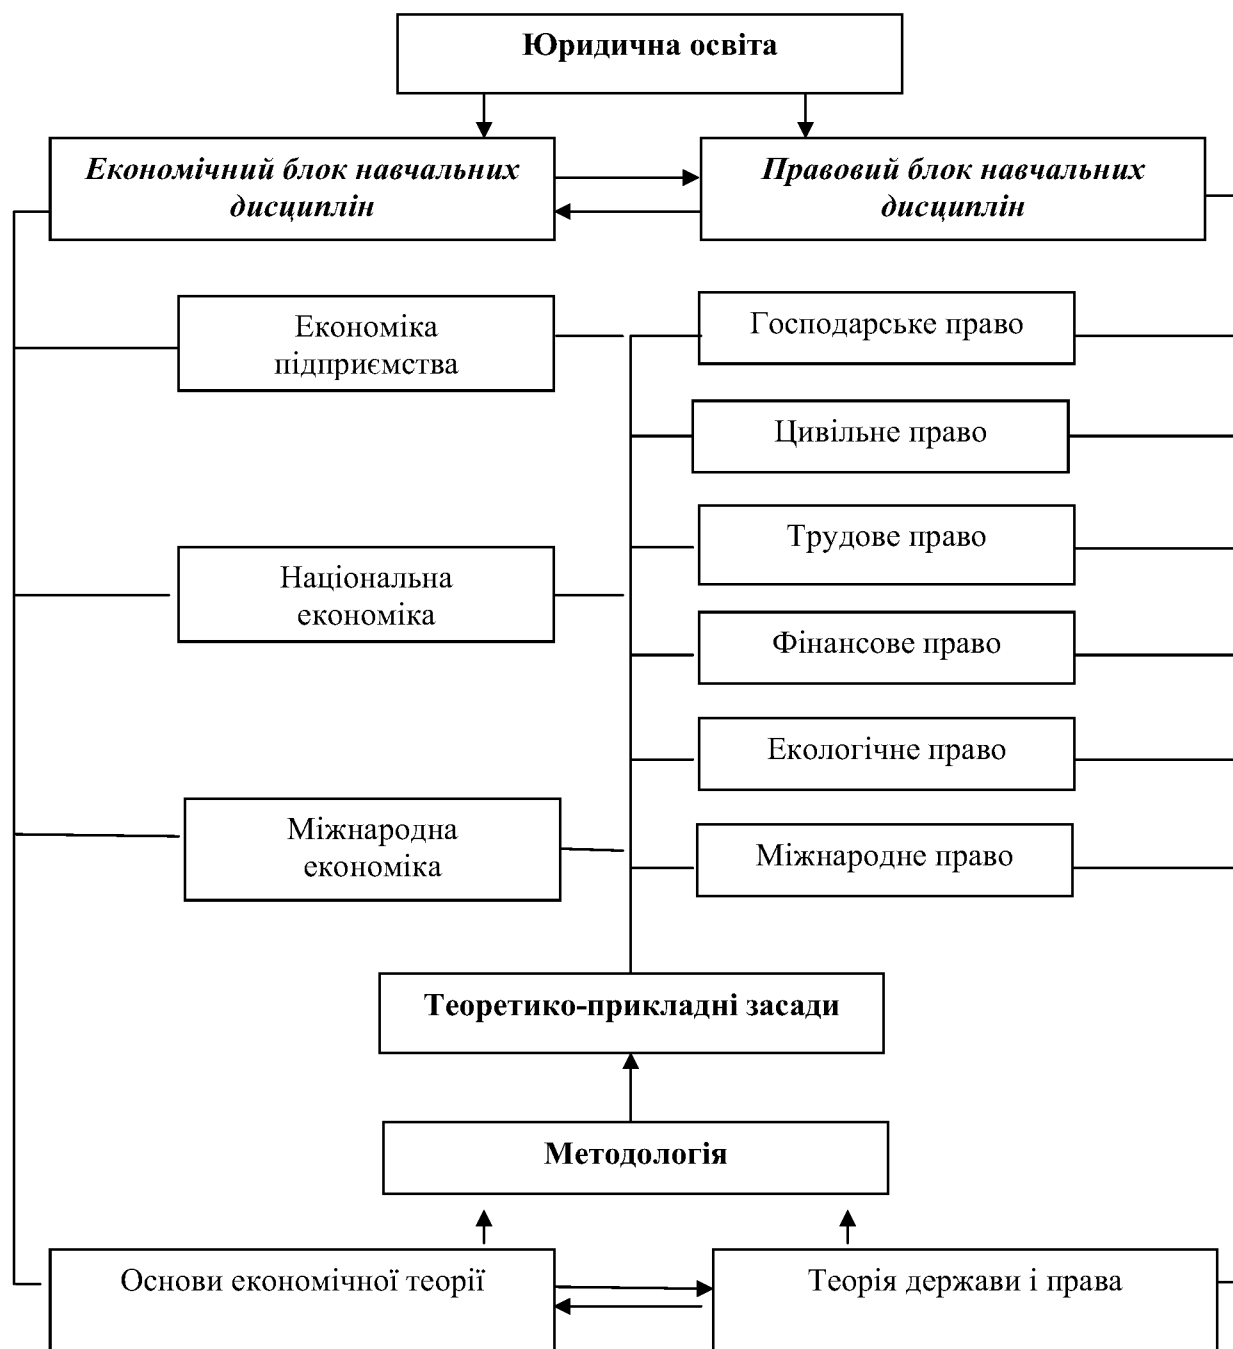 Юридична освіта
Економічний блок навчальних
дисциплін
Правовий блок навчальних
дисциплін
Економіка
підприємства
Господарське право
Цивільне право
Трудове право
Національна
економіка
Фінансове право
Екологічне право
Міжнародна
економіка
Міжнародне право
Теоретико-прикладні засади
Методологія
Основи економічної теорії
Теорія держави і права